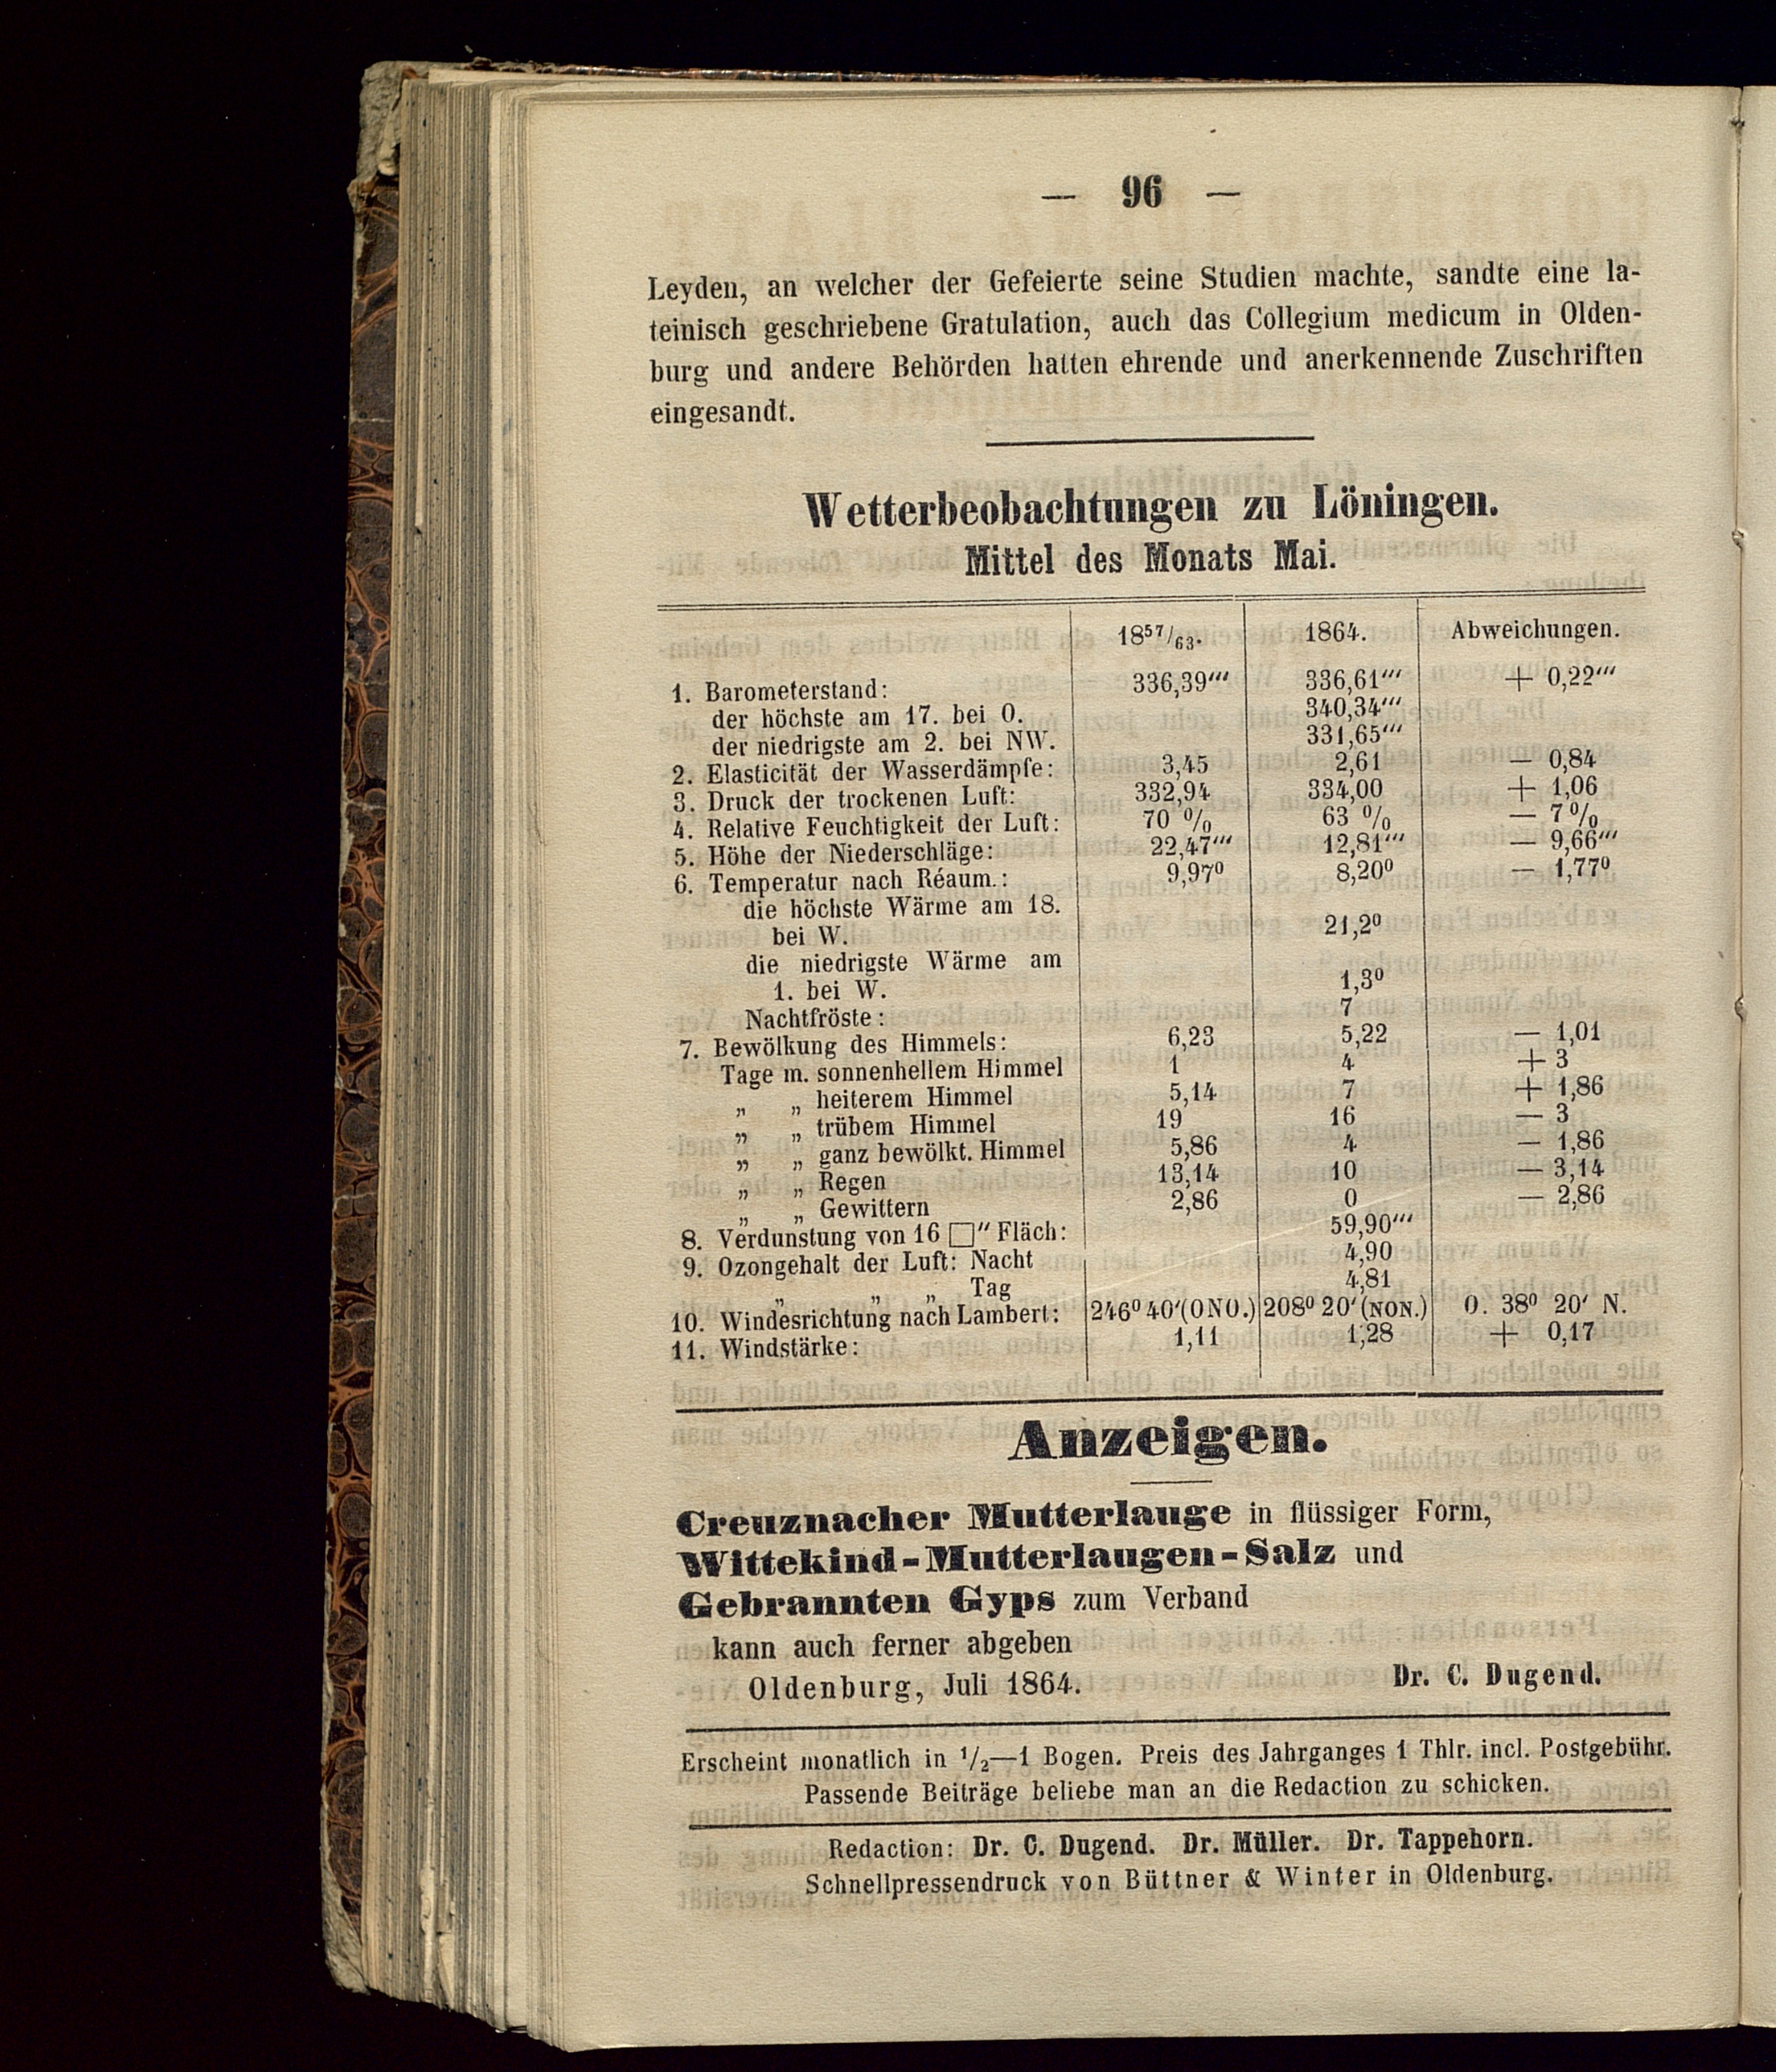 — 96 —
Leyden, an welcher der Gefeierte seine Studien machte, sandte eine la-
teinisch geschriebene Gratulation, auch das Collegium medicum in Olden-
burg und andere Behörden hatten ehrende und anerkennende Zuschriften
eingesandt.
Wetterbeobachtungen zu Löningen.
Mittel des Monats Mai.
18⁵⁷/₆₃. 1864. Abweichungen.
1. Barometerstand: 336,39‴ 336,61‴ + 0,22‴
der höchste am 17. bei O. 340,34‴
der niedrigste am 2. bei NW. 331,65‴
2. Elasticität der Wasserdämpfe: 3,45 2,61 — 0,84
3. Druck der trockenen Luft: 332,94 334,00 + 1,06
4. Relative Feuchtigkeit der Luft: 70 % 63 % — 7 %
5. Höhe der Niederschläge: 22,47‴ 12,81‴ — 9,66‴
6. Temperatur nach Réaum.: 9,97⁰ 8,20⁰ — 1,77⁰
die höchste Wärme am 18.
bei W. 21,2⁰
die niedrigste Wärme am
1. bei W. 1,3⁰
Nachtfröste: 7
7. Bewölkung des Himmels: 6,23 5,22 — 1,01
Tage m. sonnenhellem Himmel 1 4 + 3
„ „ heiterem Himmel 5,14 7 + 1,86
„ „ trübem Himmel 19 16 — 3
„ „ ganz bewölkt. Himmel 5,86 4 — 1,86
„ „ Regen 13,14 10 — 3,14
„ „ Gewittern 2,86 0 — 2,86
8. Verdunstung von 16 □″ Fläch: 59,90‴
9. Ozongehalt der Luft: Nacht 4,90
„ „ „ Tag 4,81
10. Windesrichtung nach Lambert: 246⁰ 40′ (ONO.) 208⁰ 20′ (NON.) O. 38⁰ 20′ N.
11. Windstärke: 1,11 1,28 + 0,17
Anzeigen.
Creuznacher Mutterlauge in flüssiger Form,
Wittekind-Mutterlaugen-Salz und
Gebrannten Gyps zum Verband
kann auch ferner abgeben
Oldenburg, Juli 1864. Dr. C. Dugend.
Erscheint monatlich in ¹/₂—1 Bogen. Preis des Jahrganges 1 Thlr. incl. Postgebühr.
Passende Beiträge beliebe man an die Redaction zu schicken.
Redaction: Dr. C. Dugend. Dr. Müller. Dr. Tappehorn.
Schnellpressendruck von Büttner & Winter in Oldenburg.